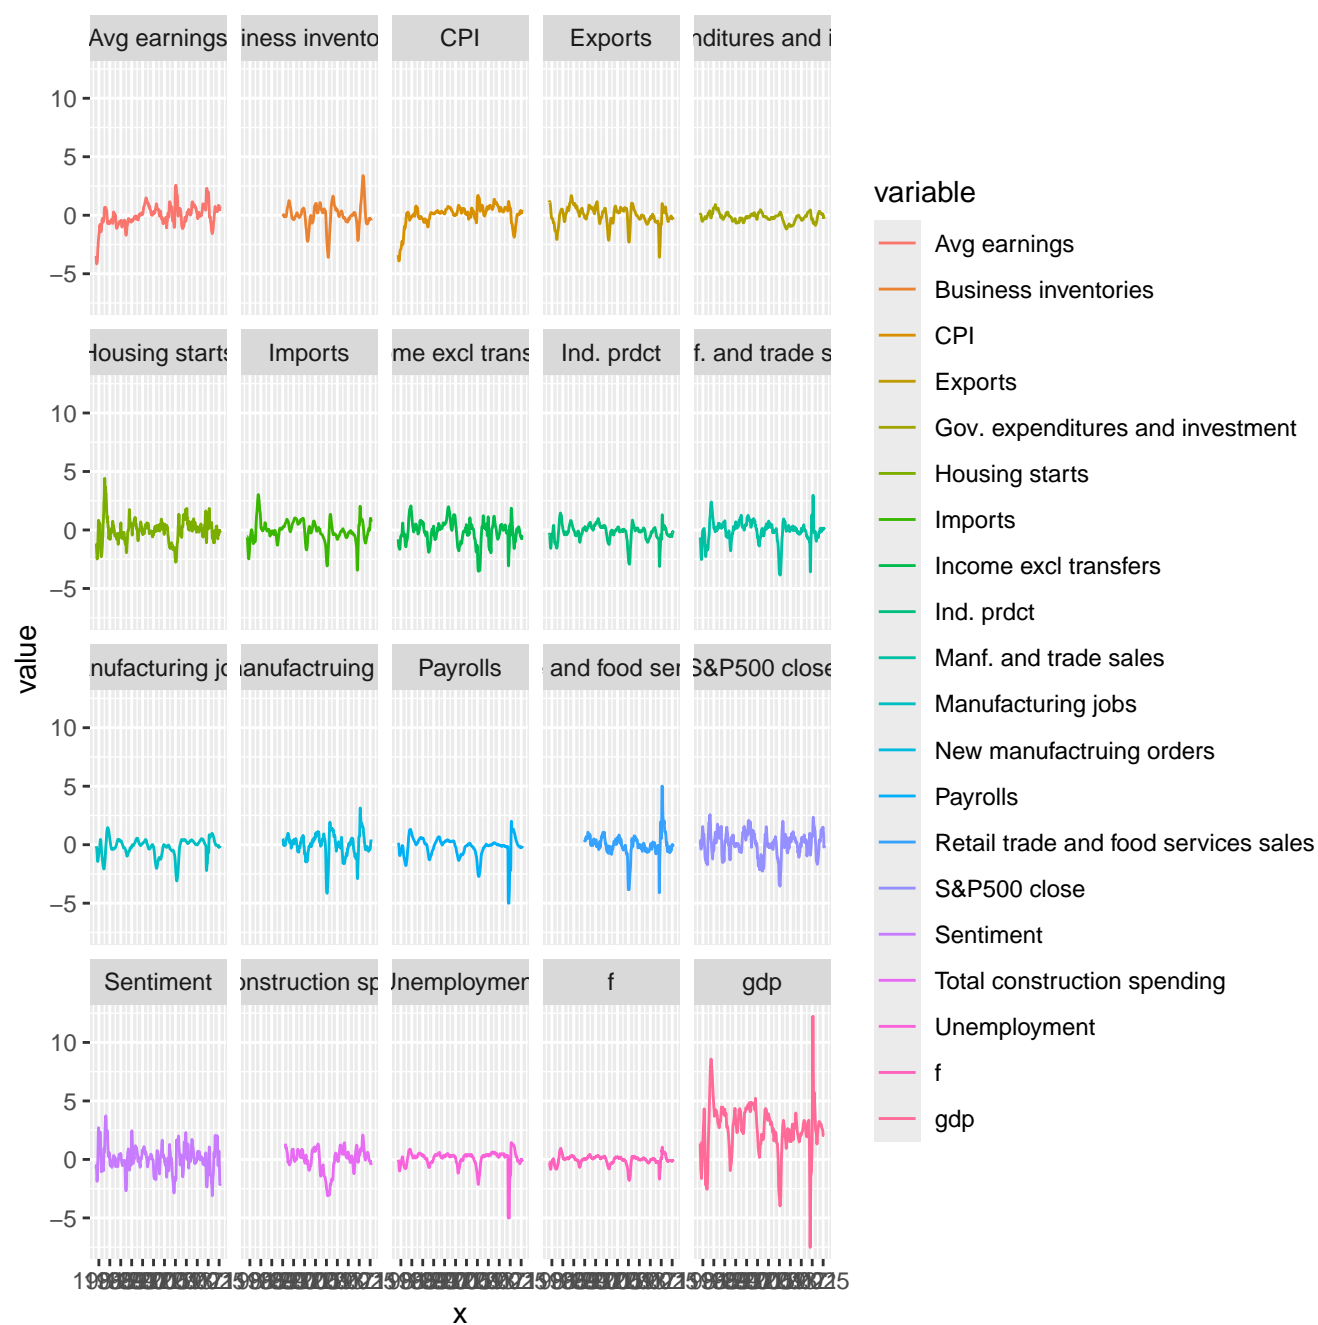 Avg earnings
iness invento
CPI
Exports
nditures and i
10
5
0
−5
Housing starts
Imports
me excl trans
Ind. prdct
f. and trade s
10
5
0
−5
nufacturing jo
anufactruing
Payrolls
and food ser
S&P500 close
10
5
0
−5
Sentiment
onstruction sp
Unemploymen
f
gdp
10
5
0
−5
x
value
variable
Avg earnings
Business inventories
CPI
Exports
Gov. expenditures and investment
Housing starts
Imports
Income excl transfers
Ind. prdct
Manf. and trade sales
Manufacturing jobs
New manufactruing orders
Payrolls
Retail trade and food services sales
S&P500 close
Sentiment
Total construction spending
Unemployment
f
gdp